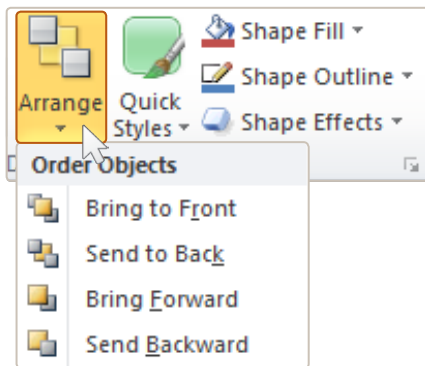 Arrange
Quick
Styles
Shape Fill
Shape Outline
Shape Effects
Order Objects
Bring to Front
Send to Back
Bring Forward
Send Backward